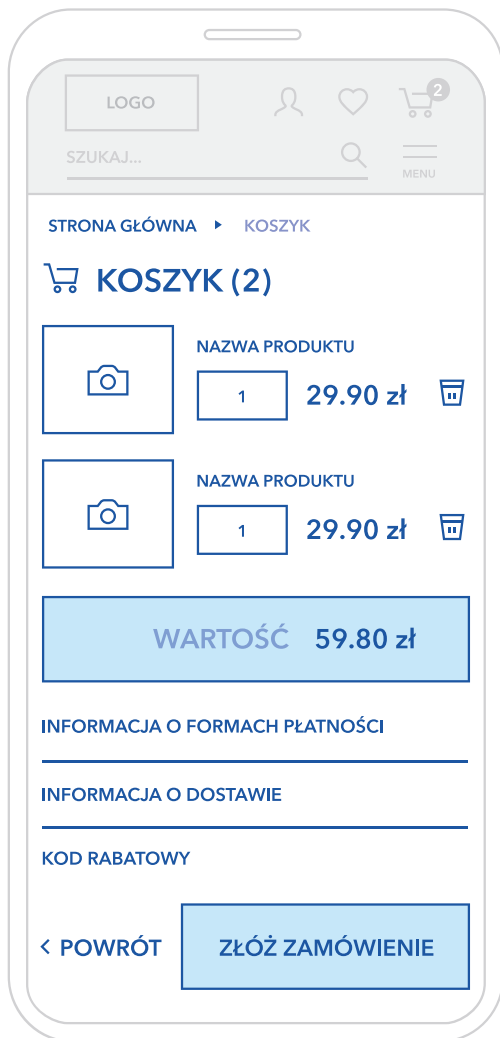 LOGO
2
SZUKAJ...
MENU
STRONA GŁÓWNA KOSZYK
KOSZYK (2)
NAZWA PRODUKTU
1 29.90 zł
NAZWA PRODUKTU
1 29.90 zł
WARTOŚĆ 59.80 zł
INFORMACJA O FORMACH PŁATNOŚCI
INFORMACJA O DOSTAWIE
KOD RABATOWY
< POWRÓT ZŁÓŻ ZAMÓWIENIE